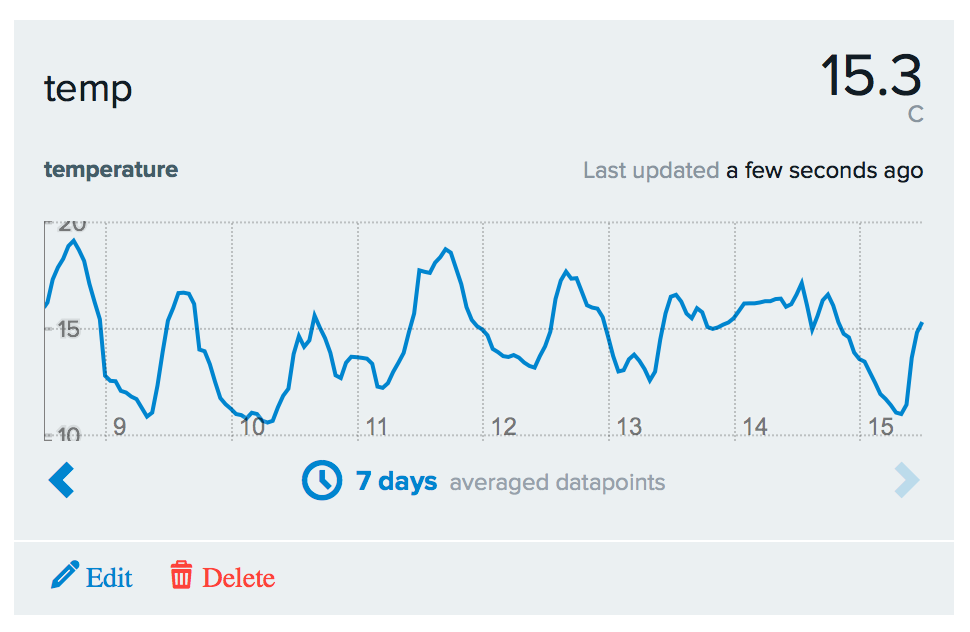 temp
15.3
C
temperature
Last updated a few seconds ago
20
15
10
9 10 11 12 13 14 15
7 days averaged datapoints
Edit Delete